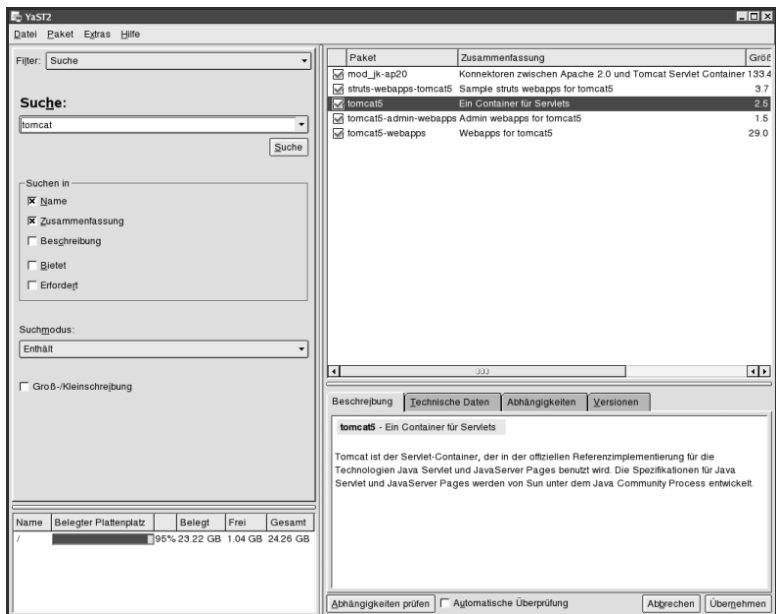 YaST2
Datei Paket Extras Hilfe
Filter: Suche
Suche:
tomcat
Suche
Suchen in
Name
Zusammenfassung
Beschreibung
Bietet
Erfordert
Suchmodus:
Enthält
Groß-/Kleinschreibung
Name Belegter Plattenplatz Belegt Frei Gesamt
/ 95% 23.22 GB 1.04 GB 24.26 GB
Paket Zusammenfassung Größ
mod_jk-ap20 Konnektoren zwischen Apache 2.0 und Tomcat Servlet Container 133.4
struts-webapps-tomcat5 Sample struts webapps for tomcat5 3.7
tomcat5 Ein Container für Servlets 2.5
tomcat5-admin-webapps Admin webapps for tomcat5 1.5
tomcat5-webapps Webapps for tomcat5 29.0
Beschreibung Technische Daten Abhängigkeiten Versionen
tomcat5 - Ein Container für Servlets
Tomcat ist der Servlet-Container, der in der offiziellen Referenzimplementierung für die
Technologien Java Servlet und JavaServer Pages benutzt wird. Die Spezifikationen für Java
Servlet und JavaServer Pages werden von Sun unter dem Java Community Process entwickelt.
Abhängigkeiten prüfen Automatische Überprüfung Abbrechen Übernehmen